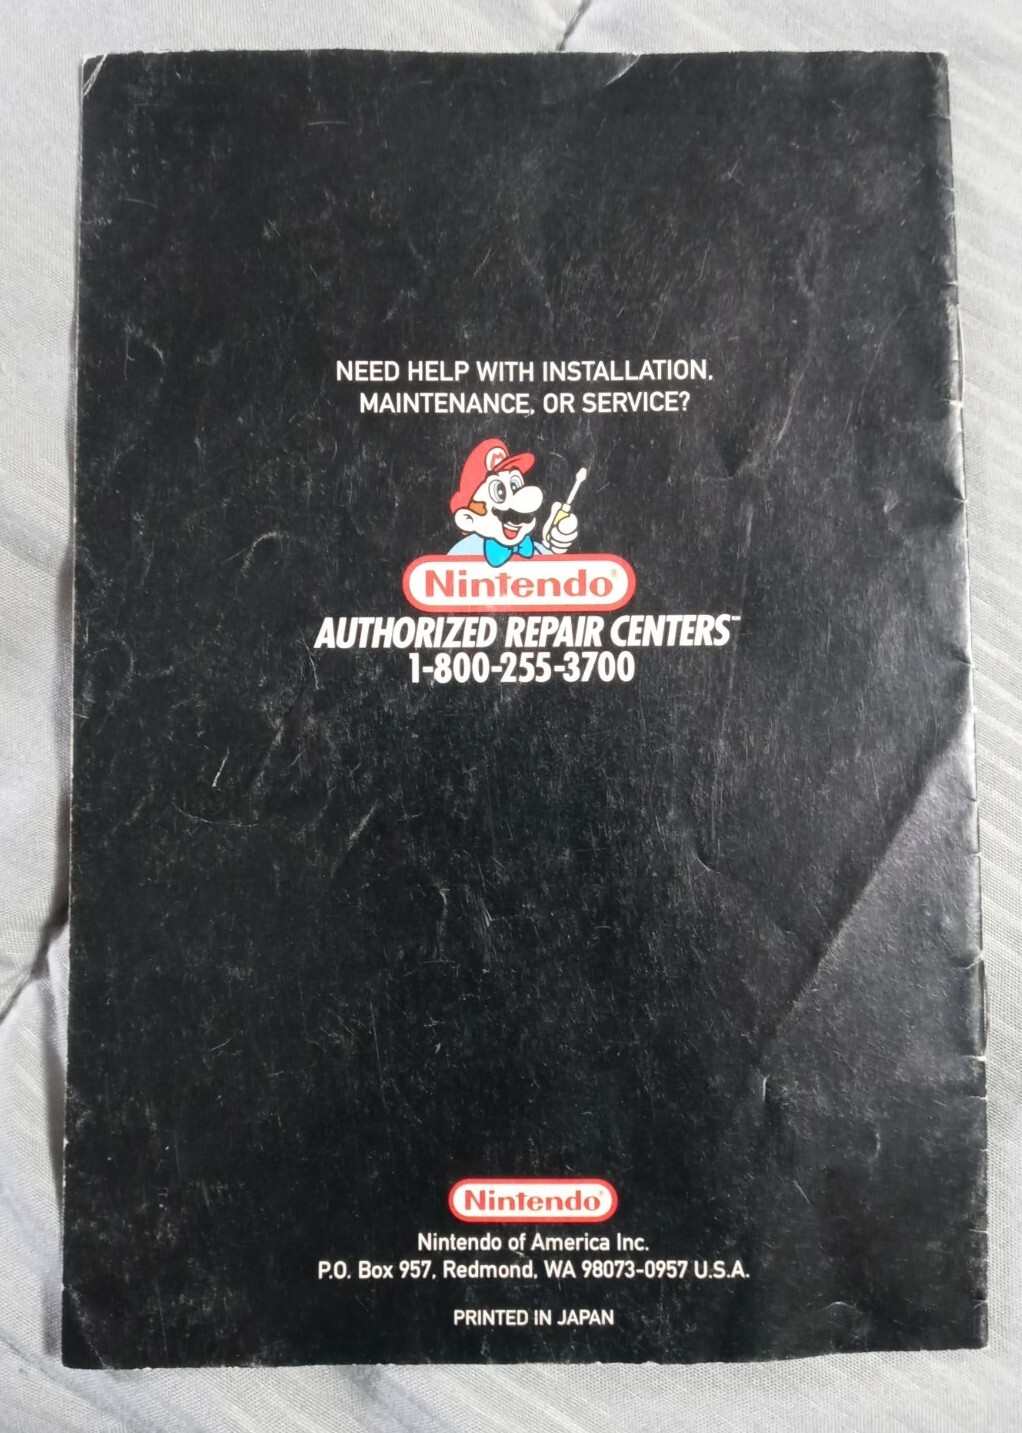 NEED HELP WITH INSTALLATION,
MAINTENANCE, OR SERVICE?
M
Nintendo®
AUTHORIZED REPAIR CENTERS™
1-800-255-3700
Nintendo®
Nintendo of America Inc.
P.O. Box 957, Redmond, WA 98073-0957 U.S.A.
PRINTED IN JAPAN